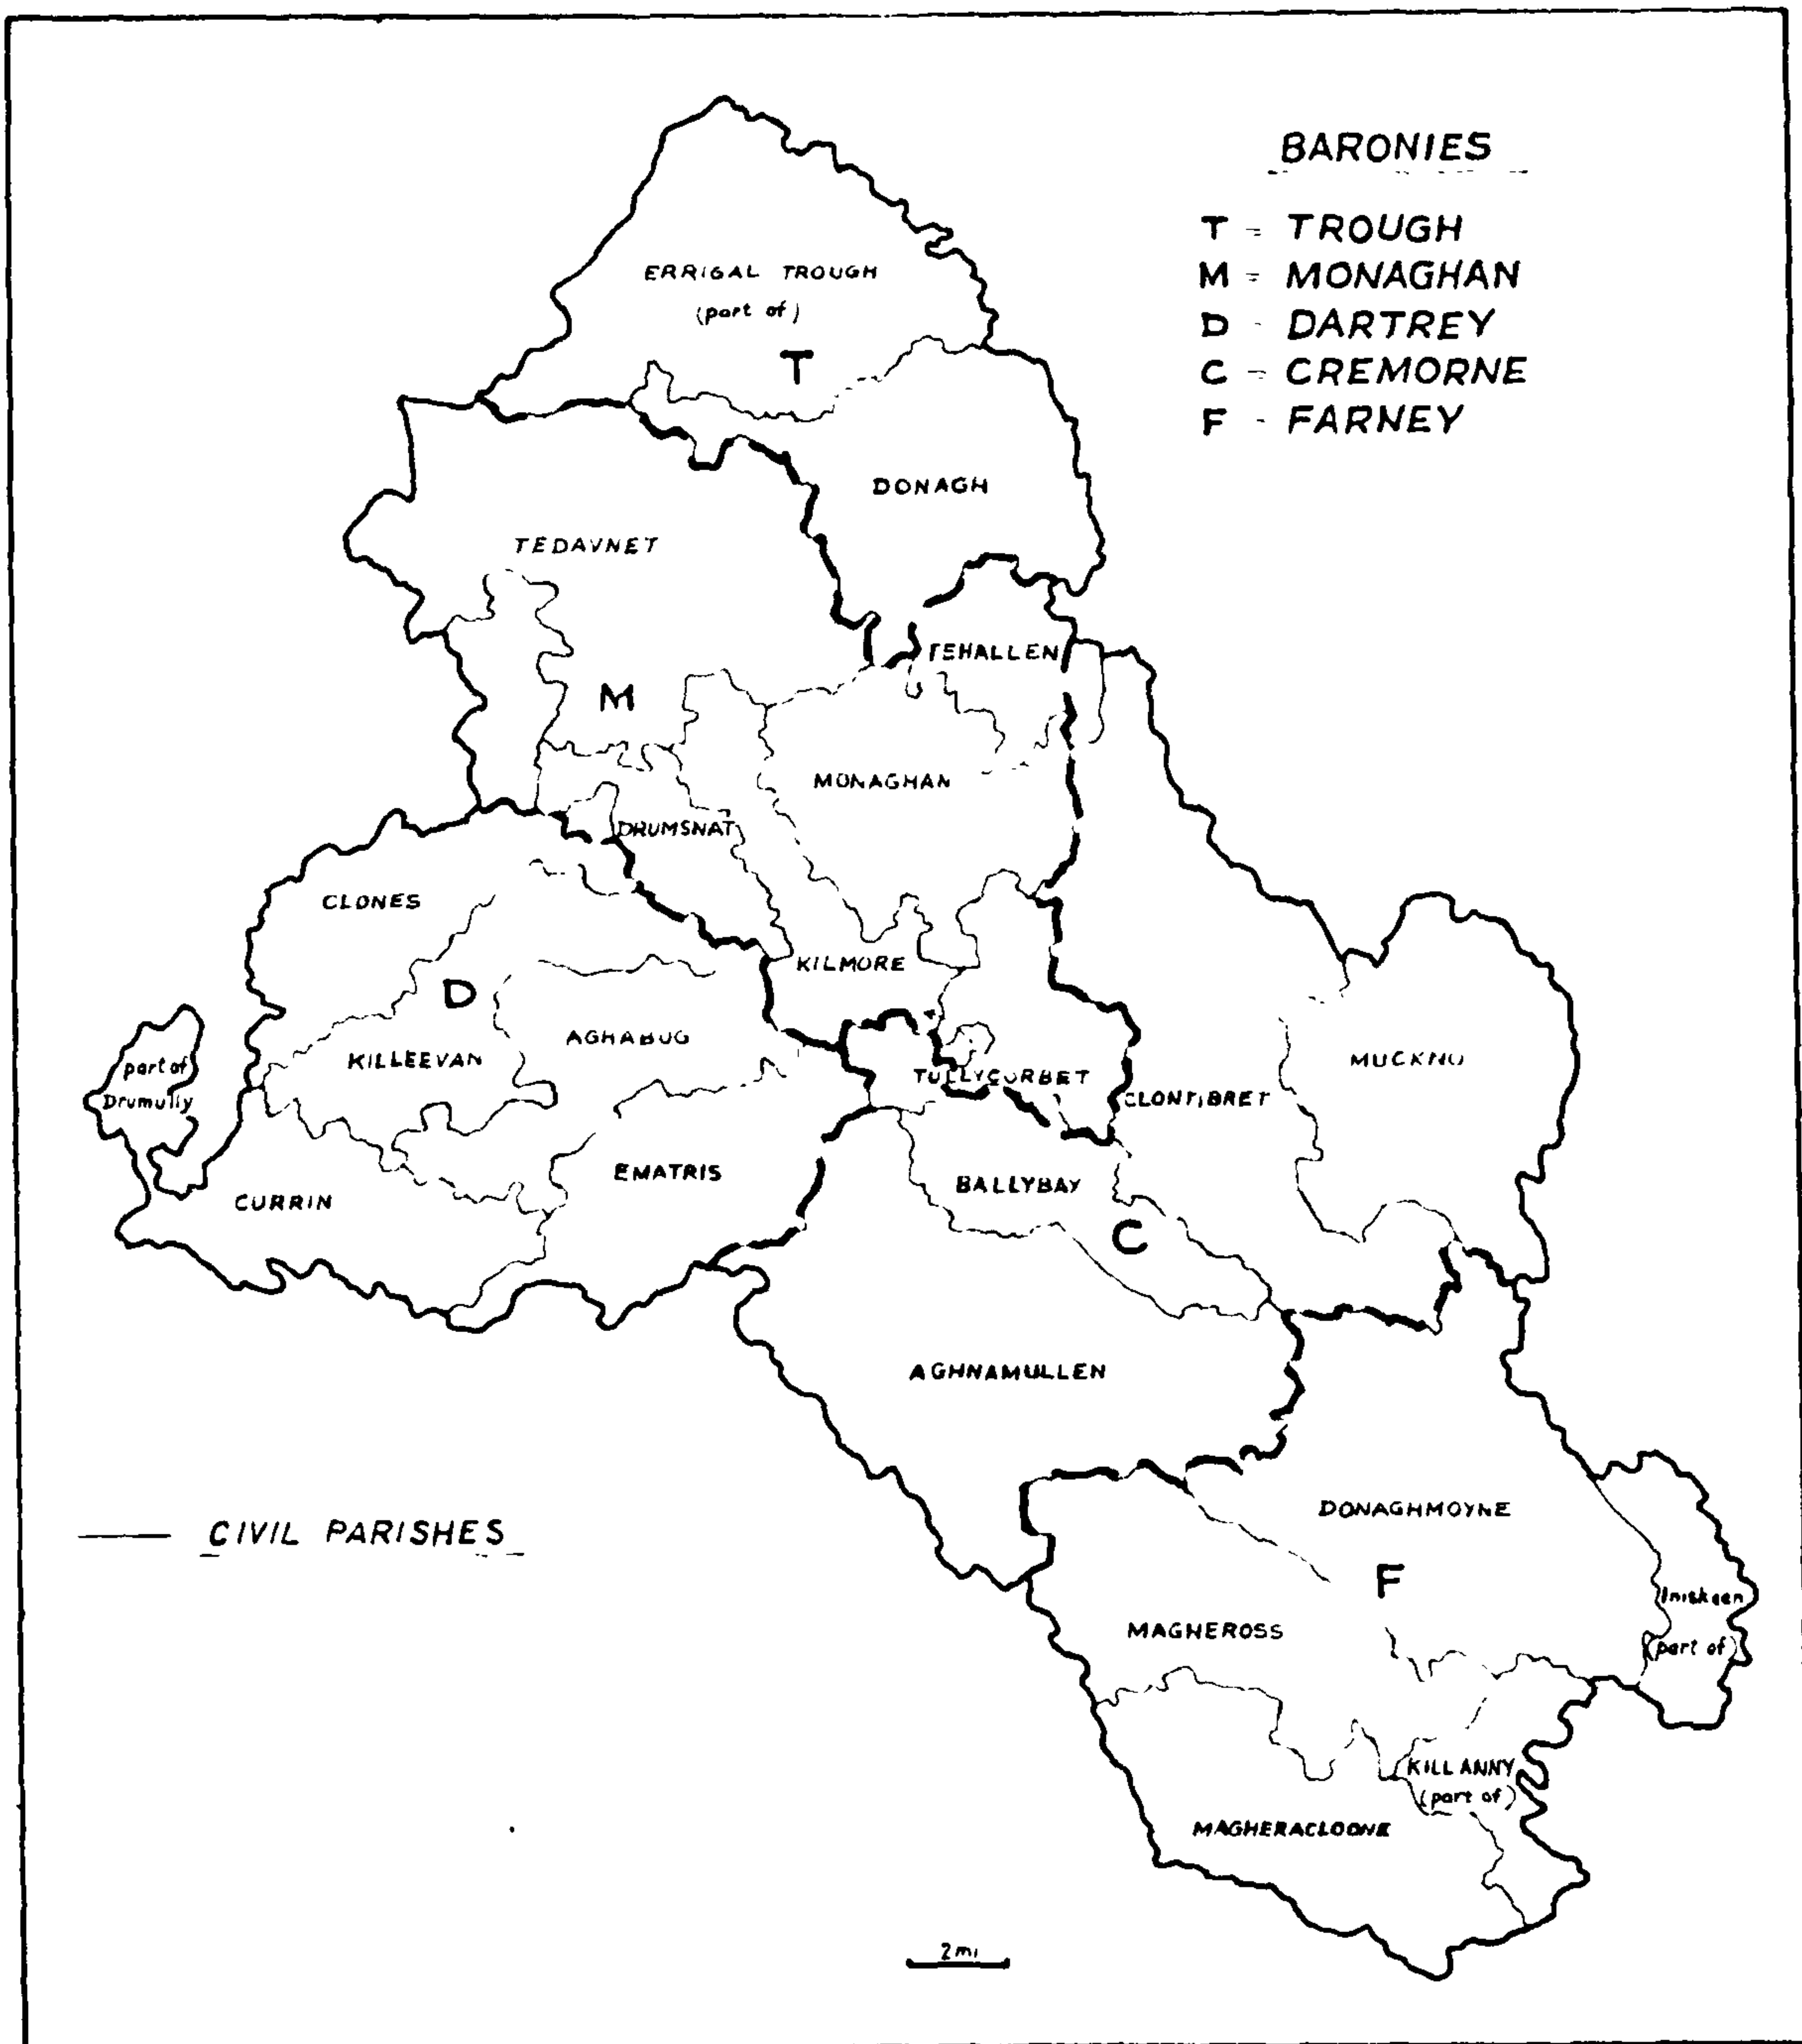 BARONIES
T = TROUGH
M = MONAGHAN
D - DARTREY
C = CREMORNE
F - FARNEY
ERRIGAL TROUGH
(part of)
T
DONAGH
TEDAVNET
TEHALLEN
M
MONAGHAN
DRUMSNAT
CLONES
KILMORE
D
AGHABUG
part of
Drumully
KILLEEVAN
MUCKNO
TULLYCORBET
CLONTIBRET
EMATRIS
BALLYBAY
CURRIN
C
AGHNAMULLEN
DONAGHMOYNE
CIVIL PARISHES
F
Iniskeen
(part of)
MAGHEROSS
KILLANNY
(part of)
MAGHERACLOONE
2mi